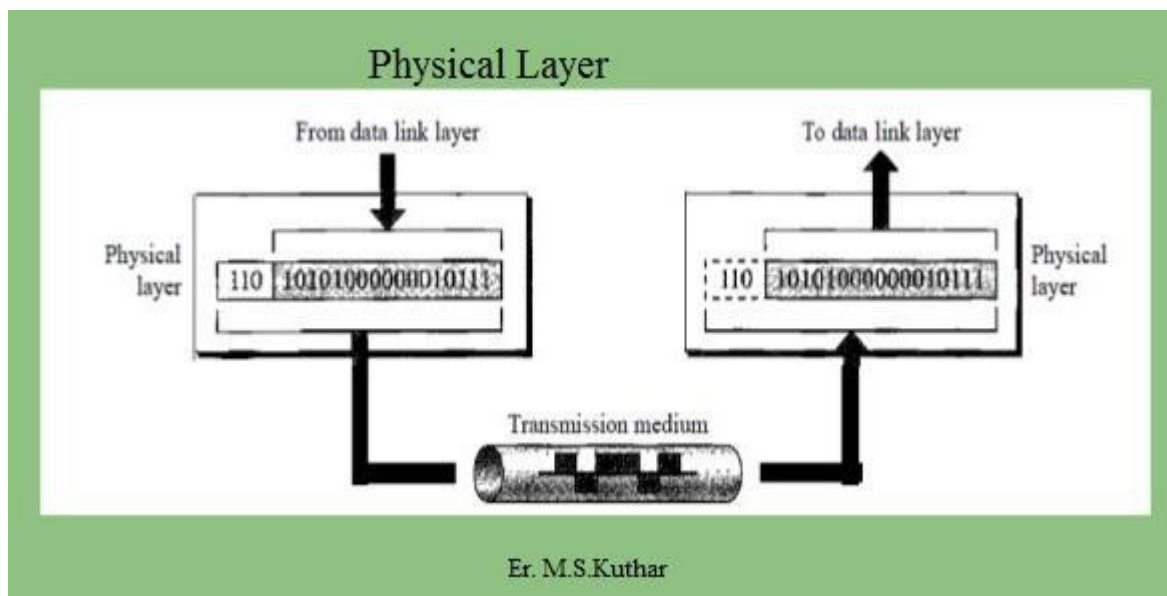 Physical Layer
From data link layer
To data link layer
Physical
layer
110 10101000000010111
110 10101000000010111
Physical
layer
Transmission medium
Er. M.S.Kuthar